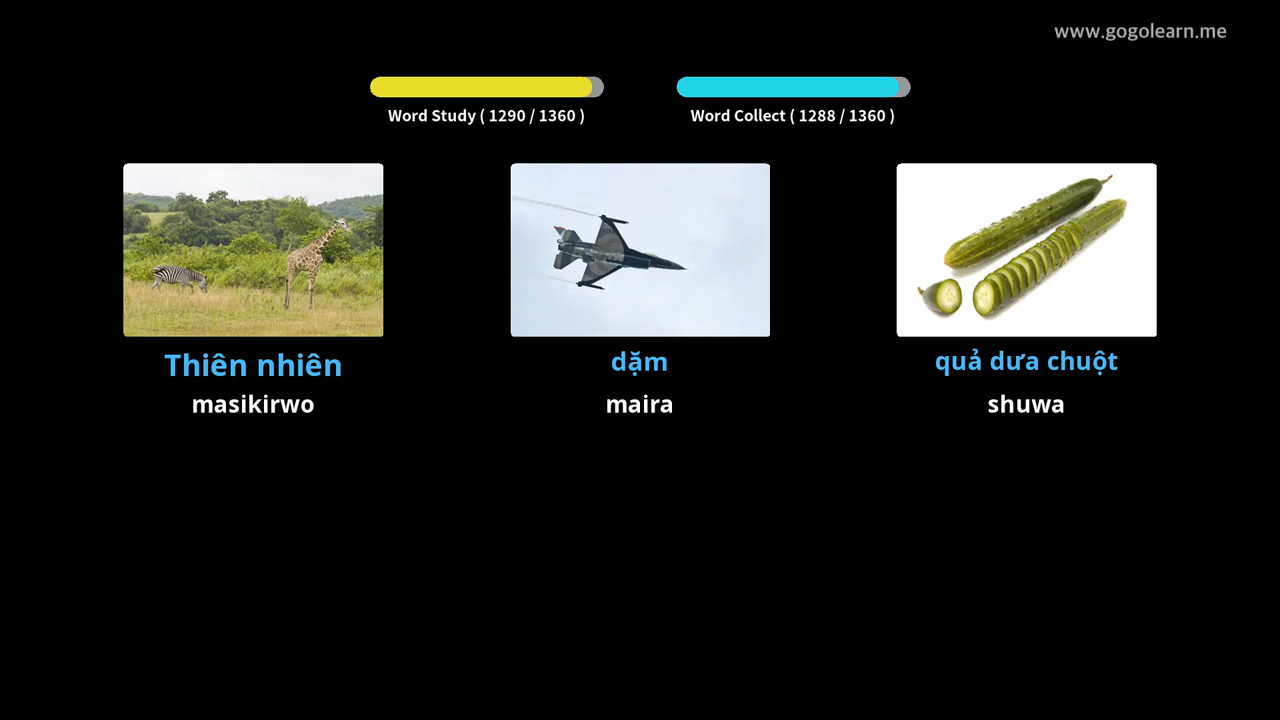 www.gogolearn.me
Word Study ( 1290 / 1360 )
Word Collect ( 1288 / 1360 )
Thiên nhiên
masikirwo
dặm
maira
quả dưa chuột
shuwa